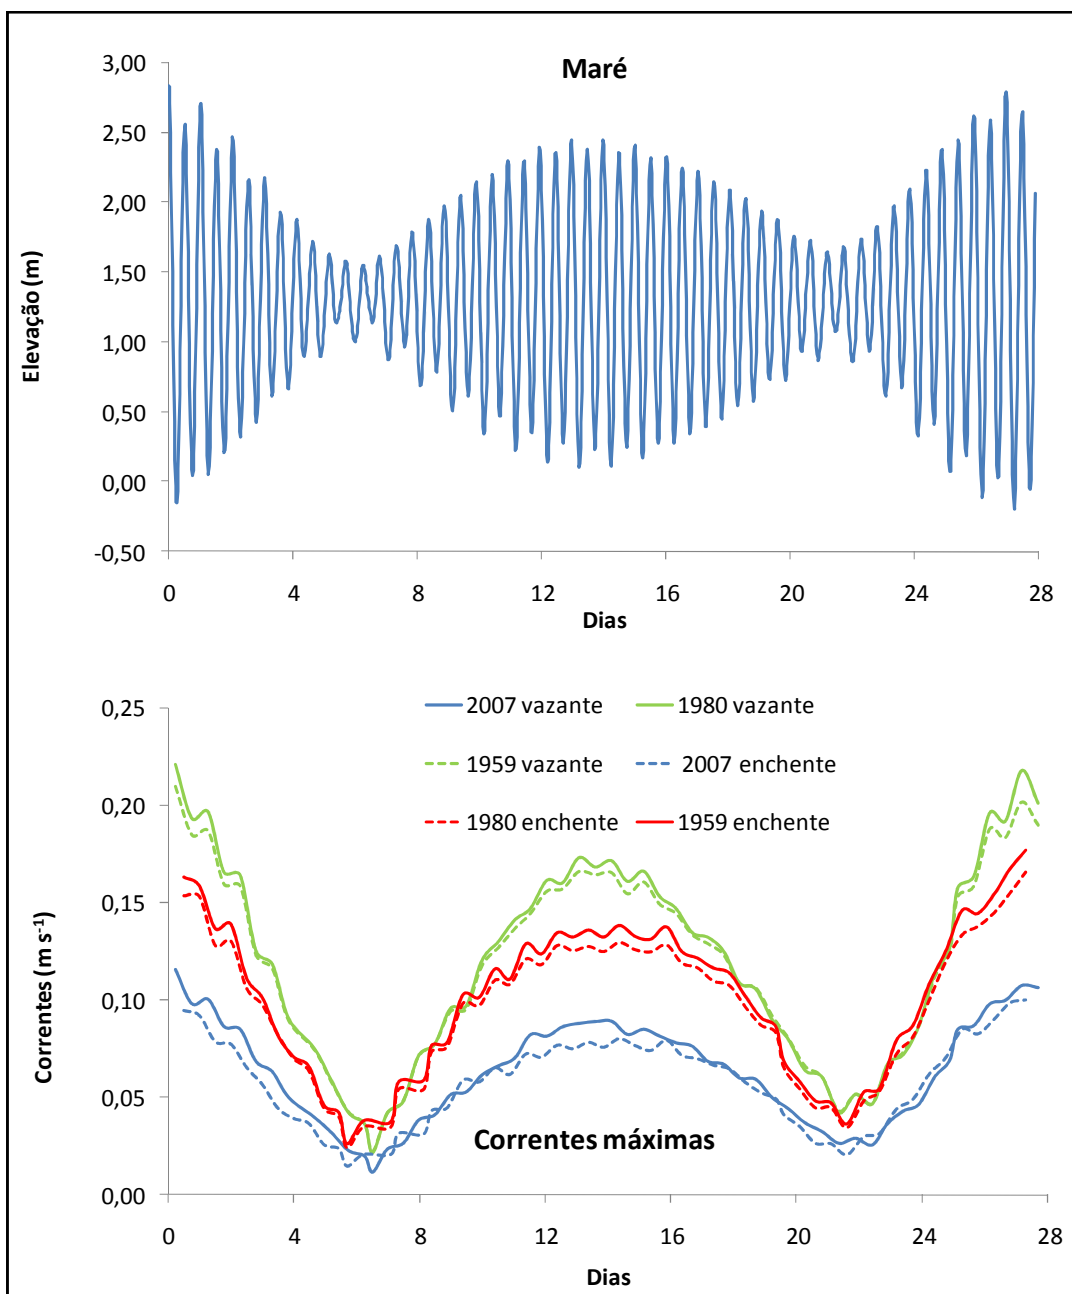 Maré
3,00
2,50
2,00
1,50
1,00
0,50
0,00
-0,50
Elevação (m)
0 4 8 12 16 20 24 28
Dias
2007 vazante 1980 vazante
1959 vazante 2007 enchente
1980 enchente 1959 enchente
0,25
0,20
0,15
0,10
0,05
0,00
Correntes (m s⁻¹)
Correntes máximas
0 4 8 12 16 20 24 28
Dias